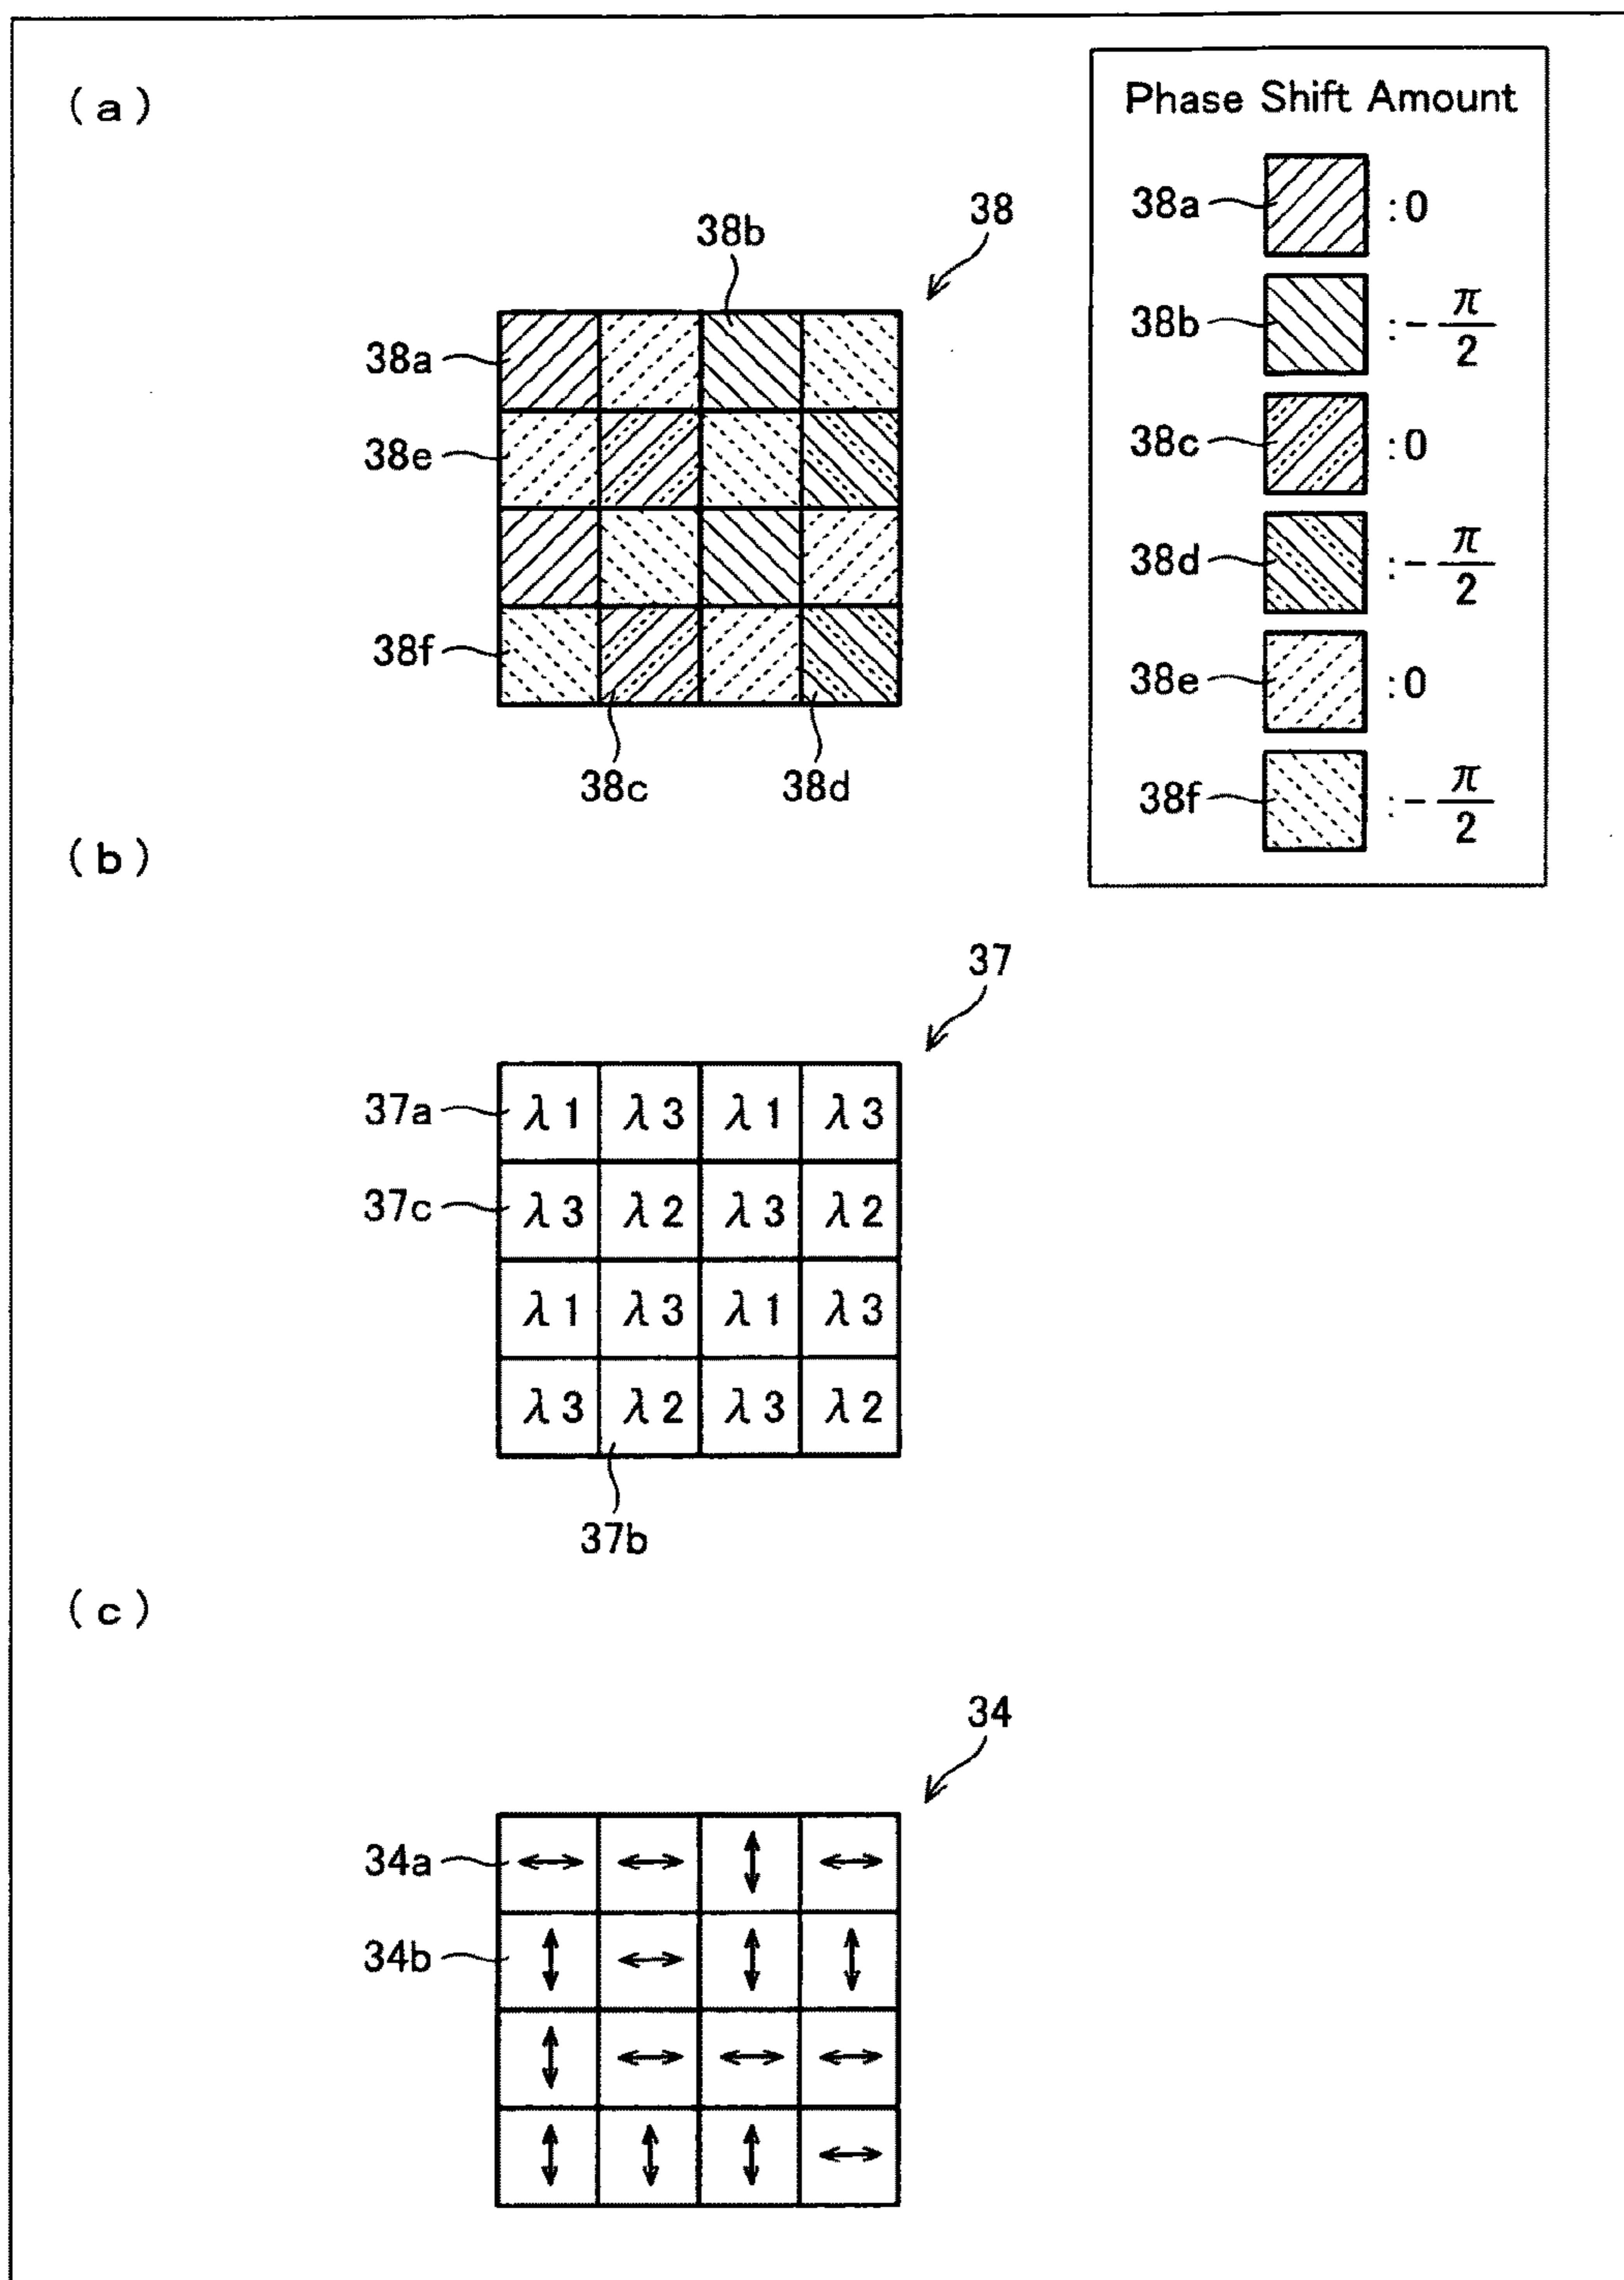 (a)
Phase Shift Amount
38a :0
38b :-π/2
38c :0
38d :-π/2
38e :0
38f :-π/2
38
38b
38a
38e
38f
38c 38d
(b)
37
37a λ1 λ3 λ1 λ3
37c λ3 λ2 λ3 λ2
λ1 λ3 λ1 λ3
λ3 λ2 λ3 λ2
37b
(c)
34
34a
34b